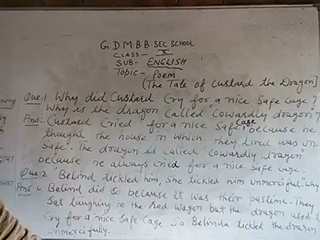 G D M B B SEC SCHOOL
CLASS - X
SUB- ENGLISH
Topic- Poem
[The Tale of Custard the Dragon]
Que:1 Why did Custard Cry for a nice Safe Cage?
Why is the dragon Called Cowardly dragon?
Ans- Custard Cried for a nice Safe Cage, because he
thought the house in which They lived was un
Safe. The dragon is called Cowardly dragon
because he always cried for a nice safe cage.
Que:2 "Belind tickled him, She tickled him unmerciful" Why
Ans: Belind did so because it was their pastime. They
Sat laughing in the Red Wagon but the dragon used to
Cry for a nice Safe Cage. So Belinda tickled the dragon
unmercifully.